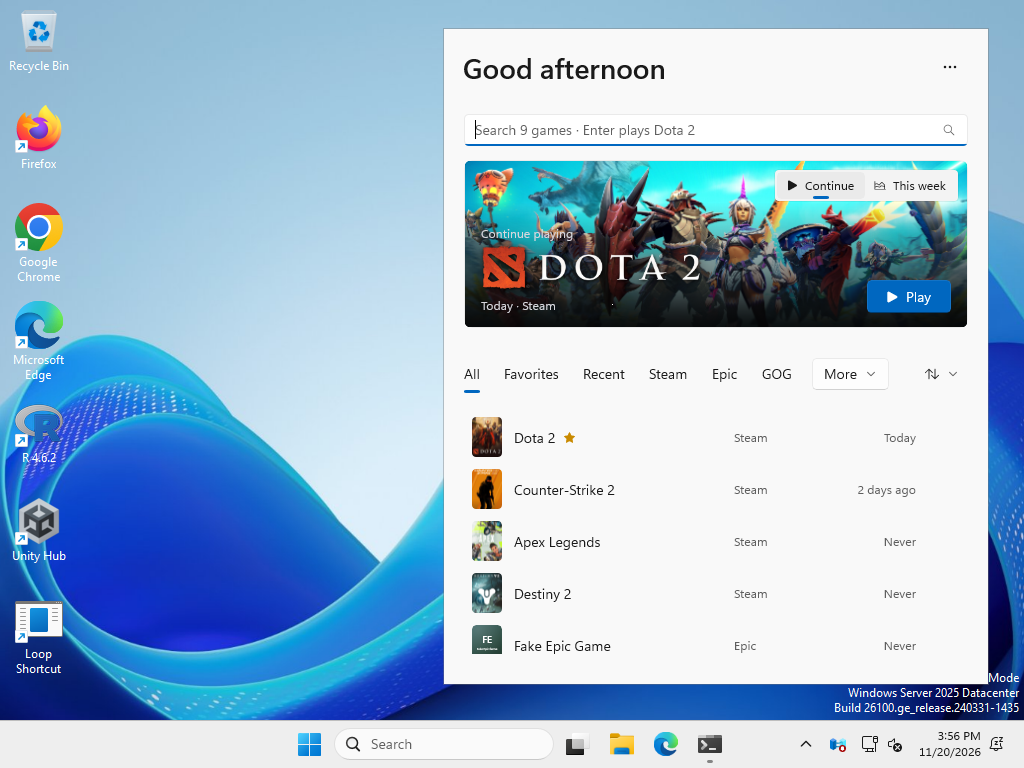 Recycle Bin
Firefox
Google
Chrome
Microsoft
Edge
R 4.6.2
Unity Hub
Loop
Shortcut
Good afternoon
Search 9 games · Enter plays Dota 2
Continue
This week
Continue playing
DOTA 2
Today · Steam
Play
All
Favorites
Recent
Steam
Epic
GOG
More
Dota 2 Steam Today
Counter-Strike 2 Steam 2 days ago
Apex Legends Steam Never
Destiny 2 Steam Never
FE
Fake Epic Game Epic Never
Mode
Windows Server 2025 Datacenter
Build 26100.ge_release.240331-1435
Search
3:56 PM
11/20/2026